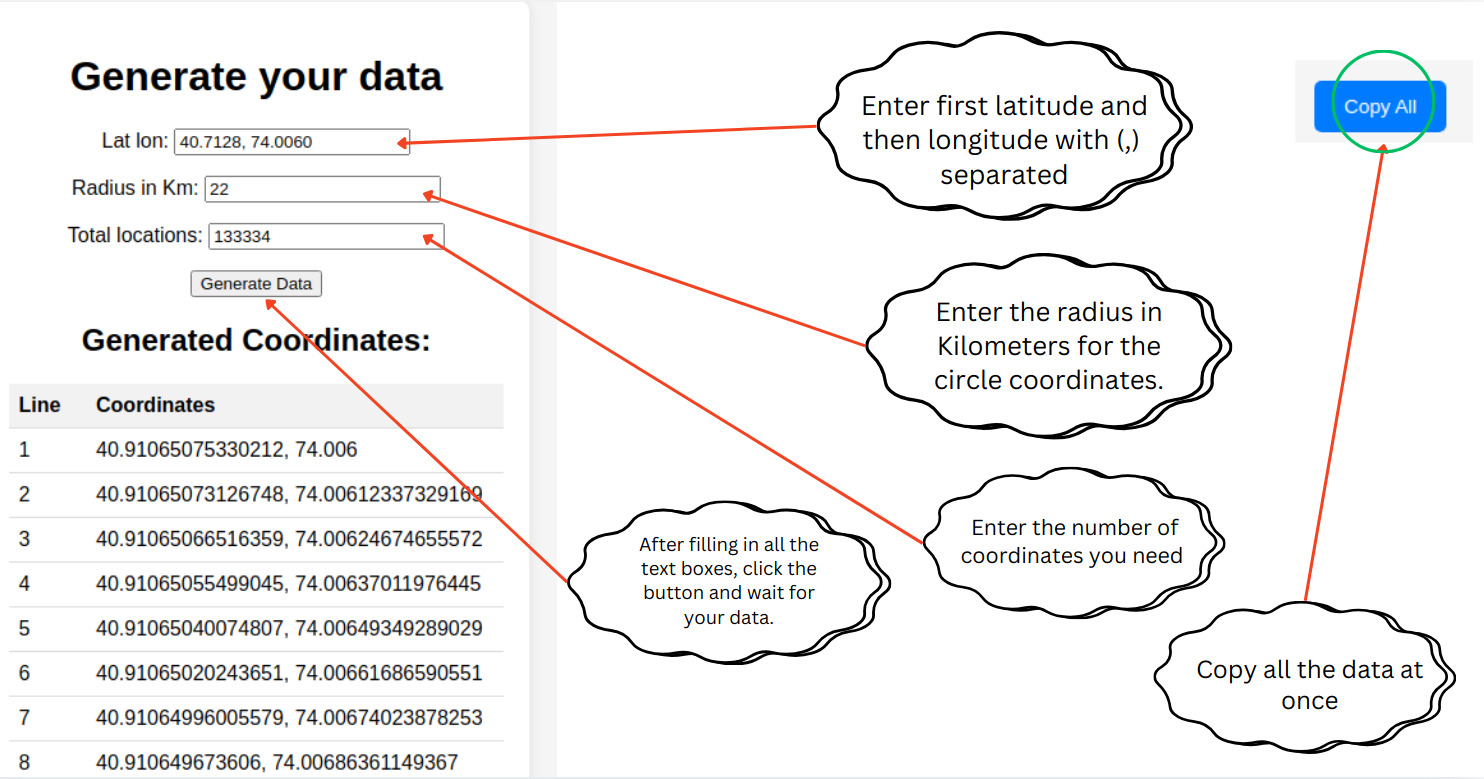 Generate your data
Lat lon: 40.7128, 74.0060
Radius in Km: 22
Total locations: 133334
Generate Data
Generated Coordinates:
Line Coordinates
1 40.91065075330212, 74.006
2 40.91065073126748, 74.00612337329169
3 40.91065066516359, 74.00624674655572
4 40.91065055499045, 74.00637011976445
5 40.91065040074807, 74.00649349289029
6 40.91065020243651, 74.00661686590551
7 40.91064996005579, 74.00674023878253
8 40.910649673606, 74.00686361149367
Enter first latitude and
then longitude with (,)
separated
Copy All
Enter the radius in
Kilometers for the
circle coordinates.
Enter the number of
coordinates you need
After filling in all the
text boxes, click the
button and wait for
your data.
Copy all the data at
once